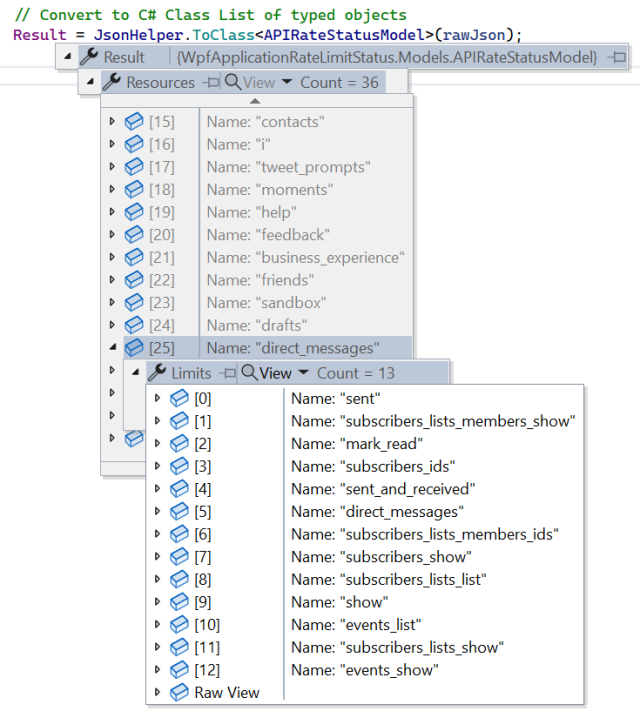 // Convert to C# Class List of typed objects
Result = JsonHelper.ToClass<APIRateStatusModel>(rawJson);
Result {WpfApplicationRateLimitStatus.Models.APIRateStatusModel}
Resources View Count = 36
[15] Name: "contacts"
[16] Name: "i"
[17] Name: "tweet_prompts"
[18] Name: "moments"
[19] Name: "help"
[20] Name: "feedback"
[21] Name: "business_experience"
[22] Name: "friends"
[23] Name: "sandbox"
[24] Name: "drafts"
[25] Name: "direct_messages"
Limits View Count = 13
[0] Name: "sent"
[1] Name: "subscribers_lists_members_show"
[2] Name: "mark_read"
[3] Name: "subscribers_ids"
[4] Name: "sent_and_received"
[5] Name: "direct_messages"
[6] Name: "subscribers_lists_members_ids"
[7] Name: "subscribers_show"
[8] Name: "subscribers_lists_list"
[9] Name: "show"
[10] Name: "events_list"
[11] Name: "subscribers_lists_show"
[12] Name: "events_show"
Raw View